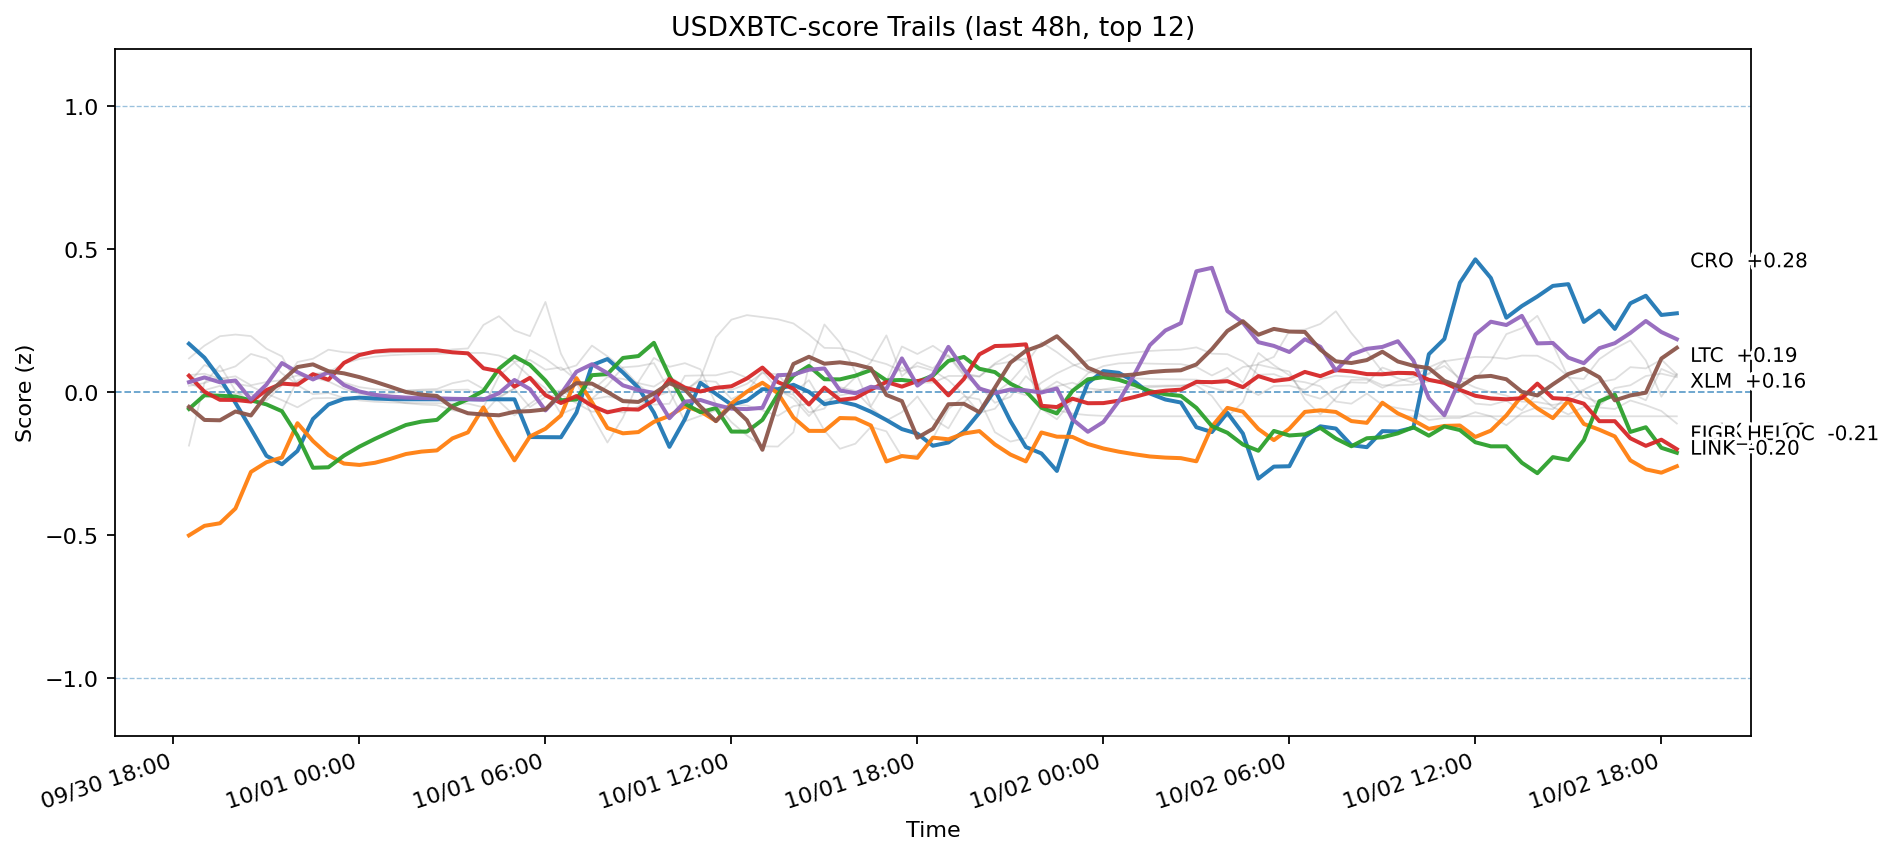 USDXBTC-score Trails (last 48h, top 12)
Score (z)
1.0
0.5
0.0
−0.5
−1.0
CRO +0.28
LTC +0.19
XLM +0.16
-0.21
LINK -0.20
09/30 18:00
10/01 00:00
10/01 06:00
10/01 12:00
10/01 18:00
10/02 00:00
10/02 06:00
10/02 12:00
10/02 18:00
Time